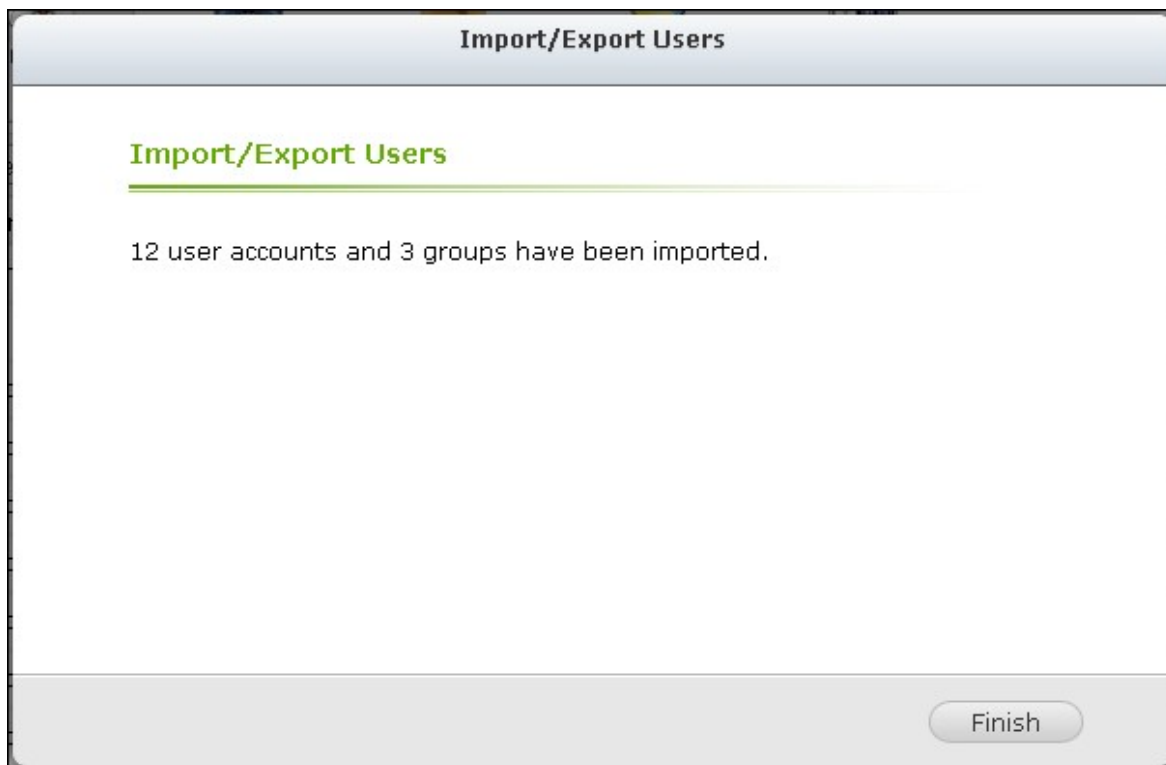 Import/Export Users
Import/Export Users
12 user accounts and 3 groups have been imported.
Finish